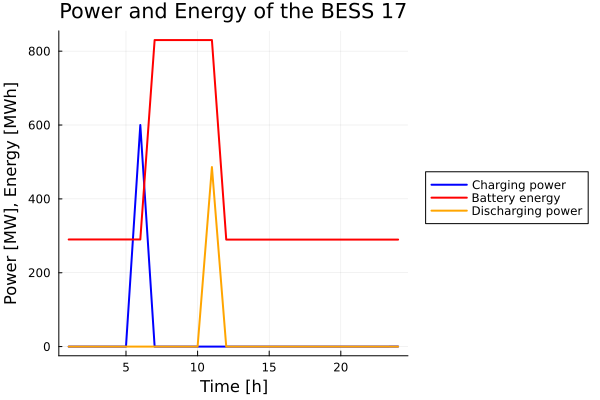 Power and Energy of the BESS 17
Power [MW], Energy [MWh]
800
600
400
200
0
5
10
15
20
Time [h]
Charging power
Battery energy
Discharging power